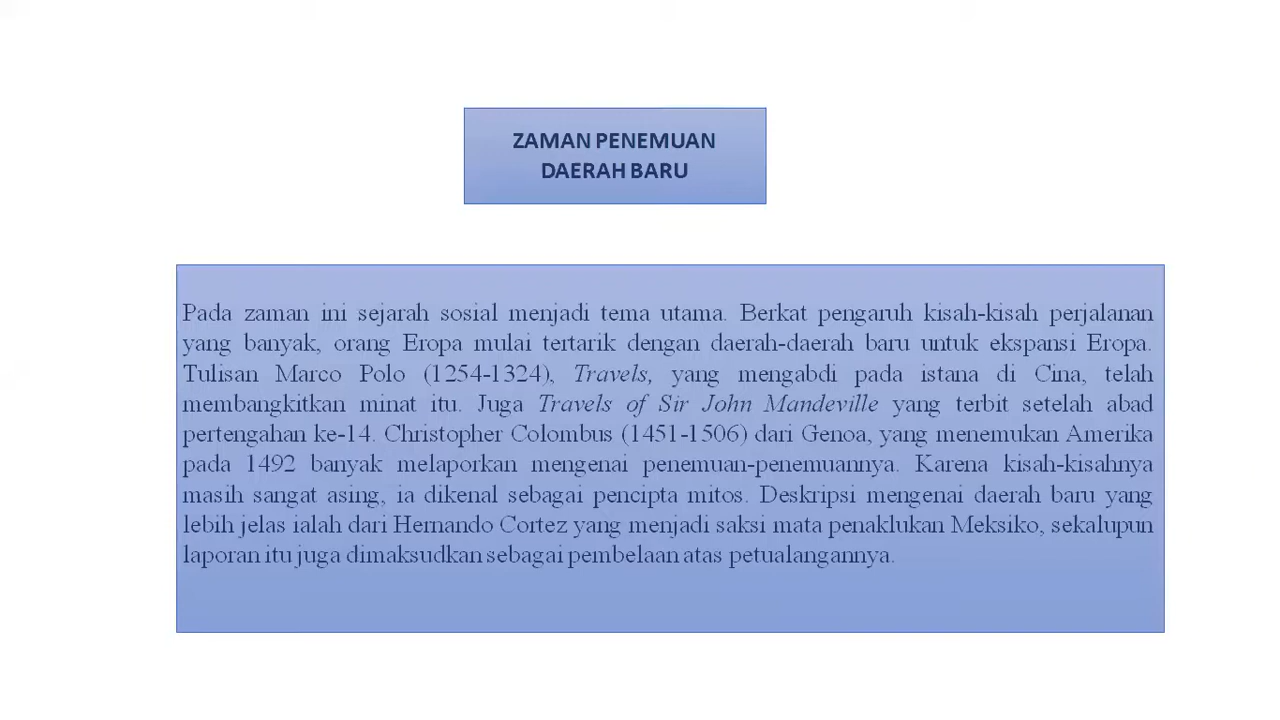 ZAMAN PENEMUAN
DAERAH BARU
Pada zaman ini sejarah sosial menjadi tema utama. Berkat pengaruh kisah-kisah perjalanan
yang banyak, orang Eropa mulai tertarik dengan daerah-daerah baru untuk ekspansi Eropa.
Tulisan Marco Polo (1254-1324), Travels, yang mengabdi pada istana di Cina, telah
membangkitkan minat itu. Juga Travels of Sir John Mandeville yang terbit setelah abad
pertengahan ke-14. Christopher Colombus (1451-1506) dari Genoa, yang menemukan Amerika
pada 1492 banyak melaporkan mengenai penemuan-penemuannya. Karena kisah-kisahnya
masih sangat asing, ia dikenal sebagai pencipta mitos. Deskripsi mengenai daerah baru yang
lebih jelas ialah dari Hernando Cortez yang menjadi saksi mata penaklukan Meksiko, sekalupun
laporan itu juga dimaksudkan sebagai pembelaan atas petualangannya.